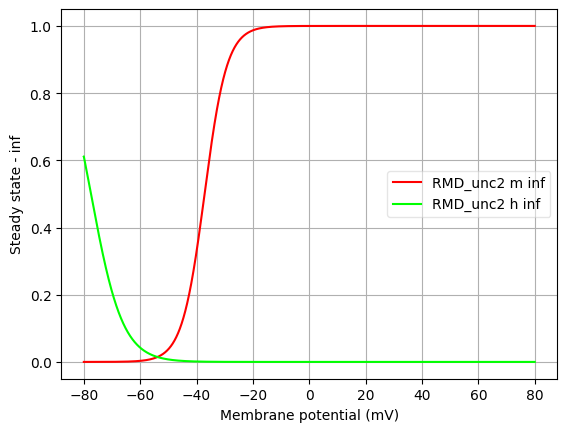 1.0
0.8
0.6
0.4
0.2
0.0
Steady state - inf
RMD_unc2 m inf
RMD_unc2 h inf
−80 −60 −40 −20 0 20 40 60 80
Membrane potential (mV)